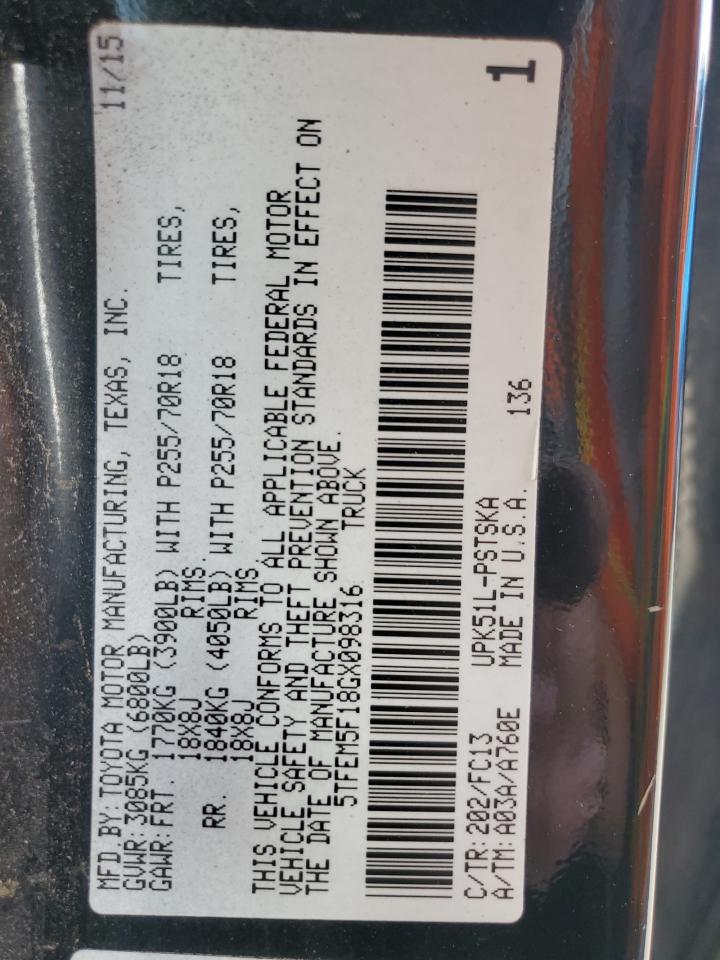 MFD.BY:TOYOTA MOTOR MANUFACTURING, TEXAS, INC. 11/15
GVWR:3085KG (6800LB)
GAWR:FRT. 1770KG (3900LB) WITH P255/70R18 TIRES,
18X8J RIMS.
RR. 1840KG (4050LB) WITH P255/70R18 TIRES,
18X8J RIMS
THIS VEHICLE CONFORMS TO ALL APPLICABLE FEDERAL MOTOR
VEHICLE SAFETY AND THEFT PREVENTION STANDARDS IN EFFECT ON
THE DATE OF MANUFACTURE SHOWN ABOVE.
5TFEM5F18GX098316 TRUCK
C/TR:202/FC13 UPK51L-PSTSKA
A/TM:A03A/A760E MADE IN U.S.A. 136 1